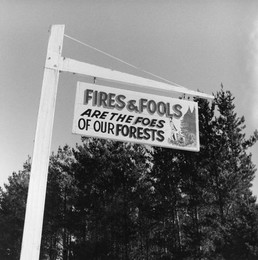 FIRES & FOOLS
ARE THE FOES
OF OUR FORESTS